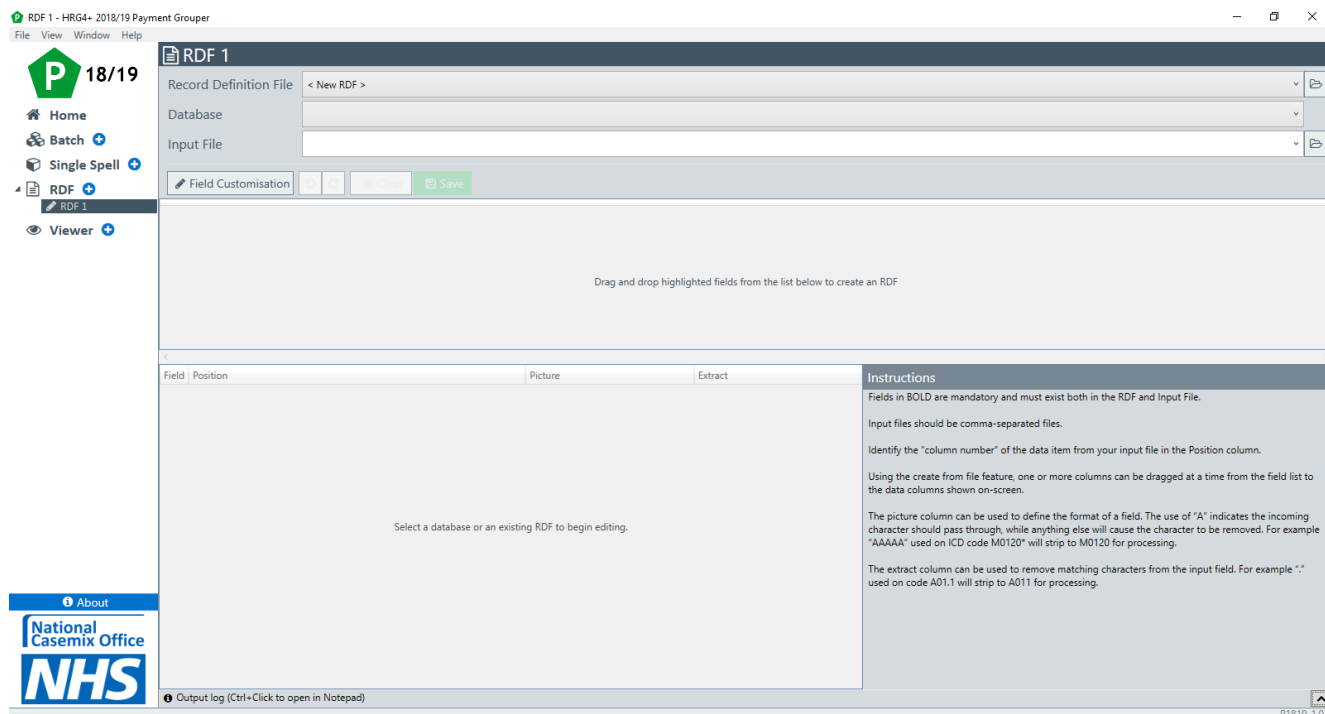 RDF 1 - HRG4+ 2018/19 Payment Grouper
File View Window Help
P 18/19
Home
Batch
Single Spell
RDF
RDF 1
Viewer
RDF 1
Record Definition File < New RDF >
Database
Input File
Field Customisation Clear Save
Drag and drop highlighted fields from the list below to create an RDF
Field Position Picture Extract
Select a database or an existing RDF to begin editing.
Instructions
Fields in BOLD are mandatory and must exist both in the RDF and Input File.
Input files should be comma-separated files.
Identify the "column number" of the data item from your input file in the Position column.
Using the create from file feature, one or more columns can be dragged at a time from the field list to
the data columns shown on-screen.
The picture column can be used to define the format of a field. The use of "A" indicates the incoming
character should pass through, while anything else will cause the character to be removed. For example
"AAAAA" used on ICD code M0120* will strip to M0120 for processing.
The extract column can be used to remove matching characters from the input field. For example "."
used on code A01.1 will strip to A011 for processing.
About
National
Casemix Office
NHS
Output log (Ctrl+Click to open in Notepad)